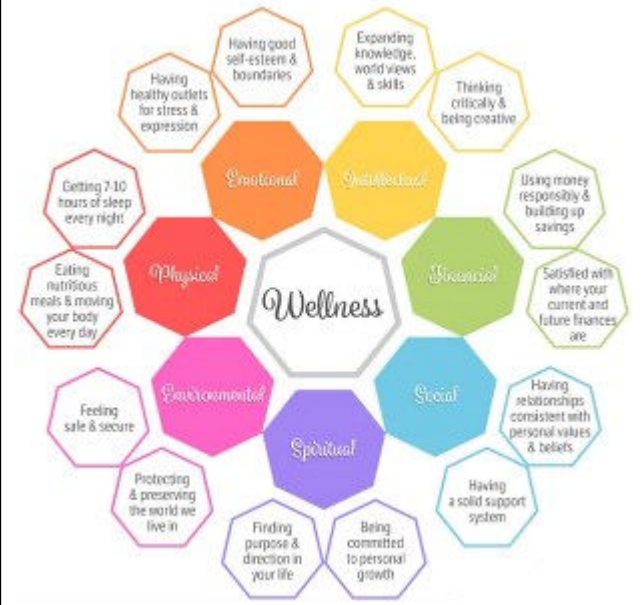 Having good
self-esteem &
boundaries
Expanding
knowledge,
world views
& skills
Having
healthy outlets
for stress &
expression
Thinking
critically &
being creative
Emotional
Intellectual
Getting 7-10
hours of sleep
every night
Using money
responsibly &
building up
savings
Physical
Financial
Eating
nutritious
meals & moving
your body
every day
Satisfied with
where your
current and
future finances
are
Wellness
Environmental
Social
Feeling
safe & secure
Having
relationships
consistent with
personal values
& beliefs
Spiritual
Protecting
& preserving
the world we
live in
Having
a solid support
system
Finding
purpose &
direction in
your life
Being
committed
to personal
growth